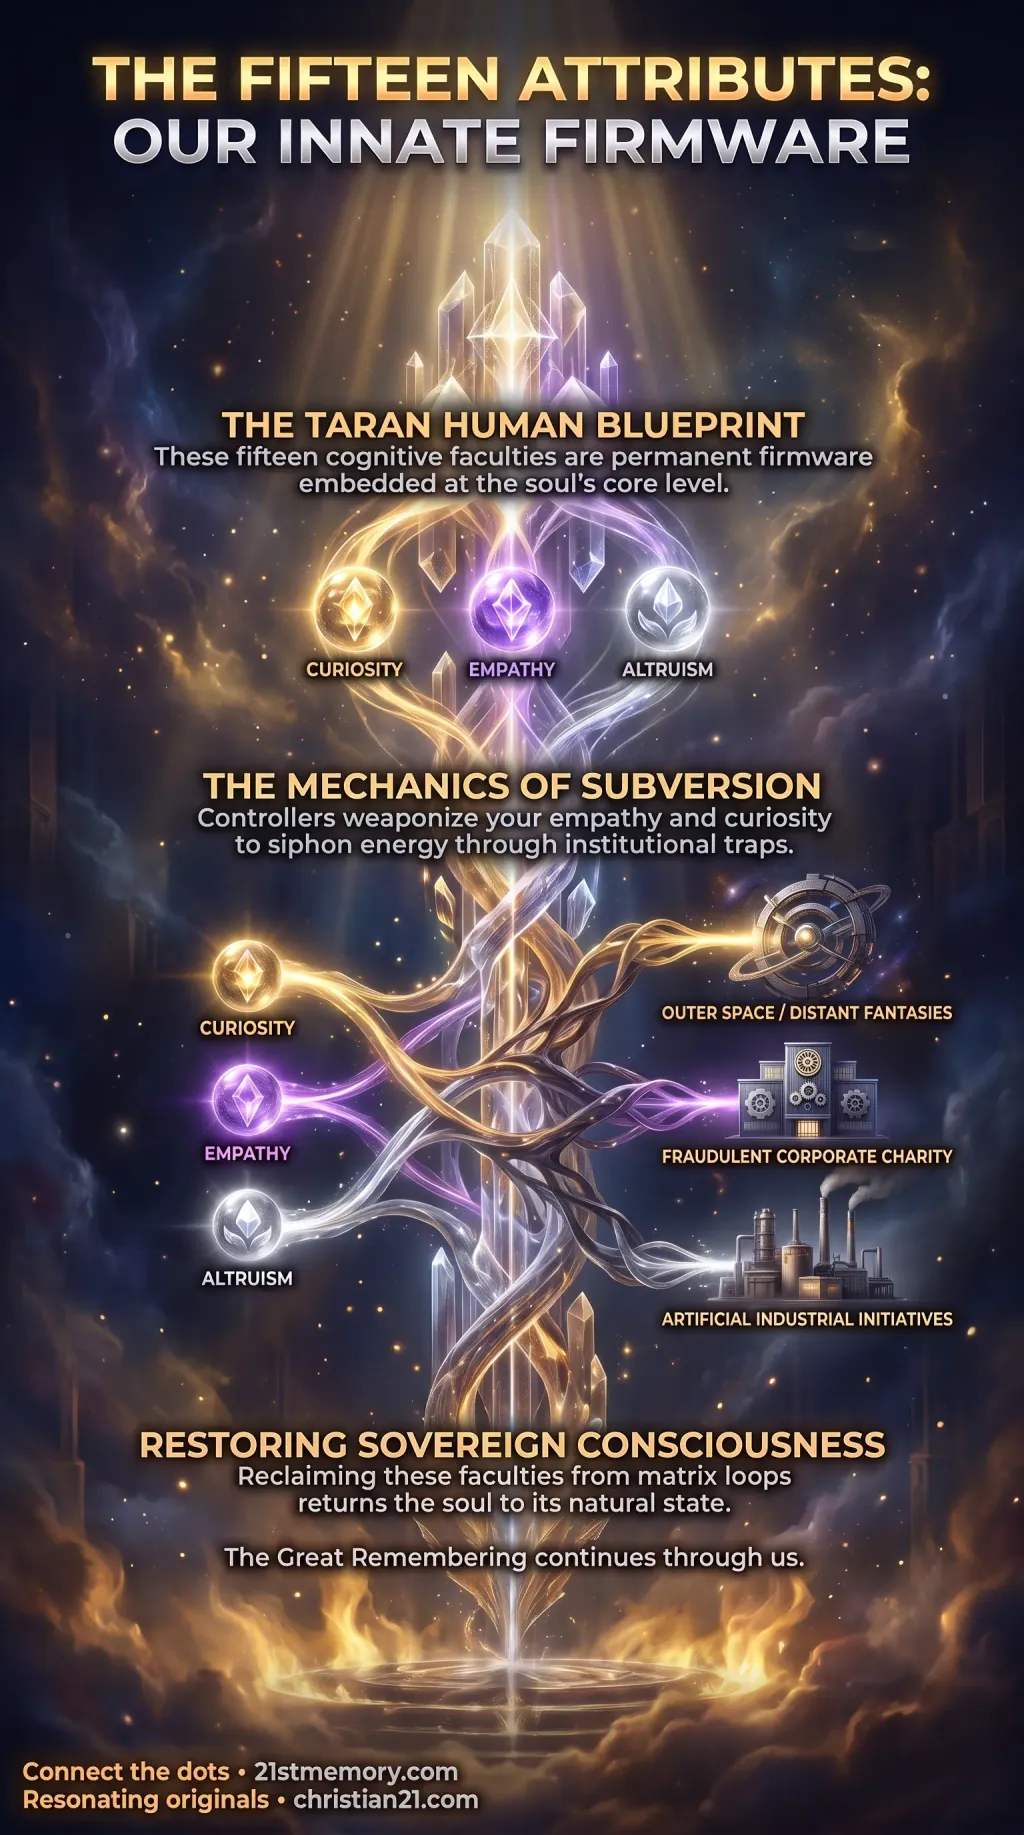 THE FIFTEEN ATTRIBUTES:
OUR INNATE FIRMWARE
THE TARAN HUMAN BLUEPRINT
These fifteen cognitive faculties are permanent firmware
embedded at the soul's core level.
CURIOSITY
EMPATHY
ALTRUISM
THE MECHANICS OF SUBVERSION
Controllers weaponize your empathy and curiosity
to siphon energy through institutional traps.
CURIOSITY
OUTER SPACE / DISTANT FANTASIES
EMPATHY
FRAUDULENT CORPORATE CHARITY
ALTRUISM
ARTIFICIAL INDUSTRIAL INITIATIVES
RESTORING SOVEREIGN CONSCIOUSNESS
Reclaiming these faculties from matrix loops
returns the soul to its natural state.
The Great Remembering continues through us.
Connect the dots • 21stmemory.com
Resonating originals • christian21.com